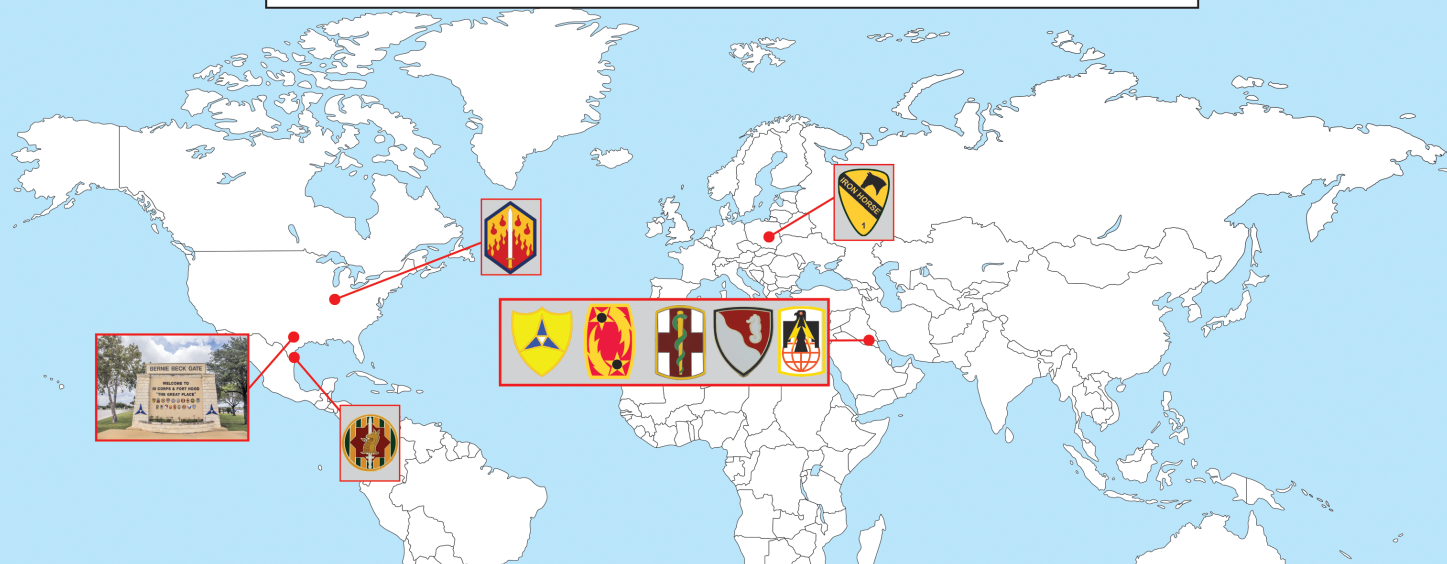 IRON HORSE
1
BERNIE BECK GATE
WELCOME TO
III CORPS & FORT HOOD
"THE GREAT PLACE"